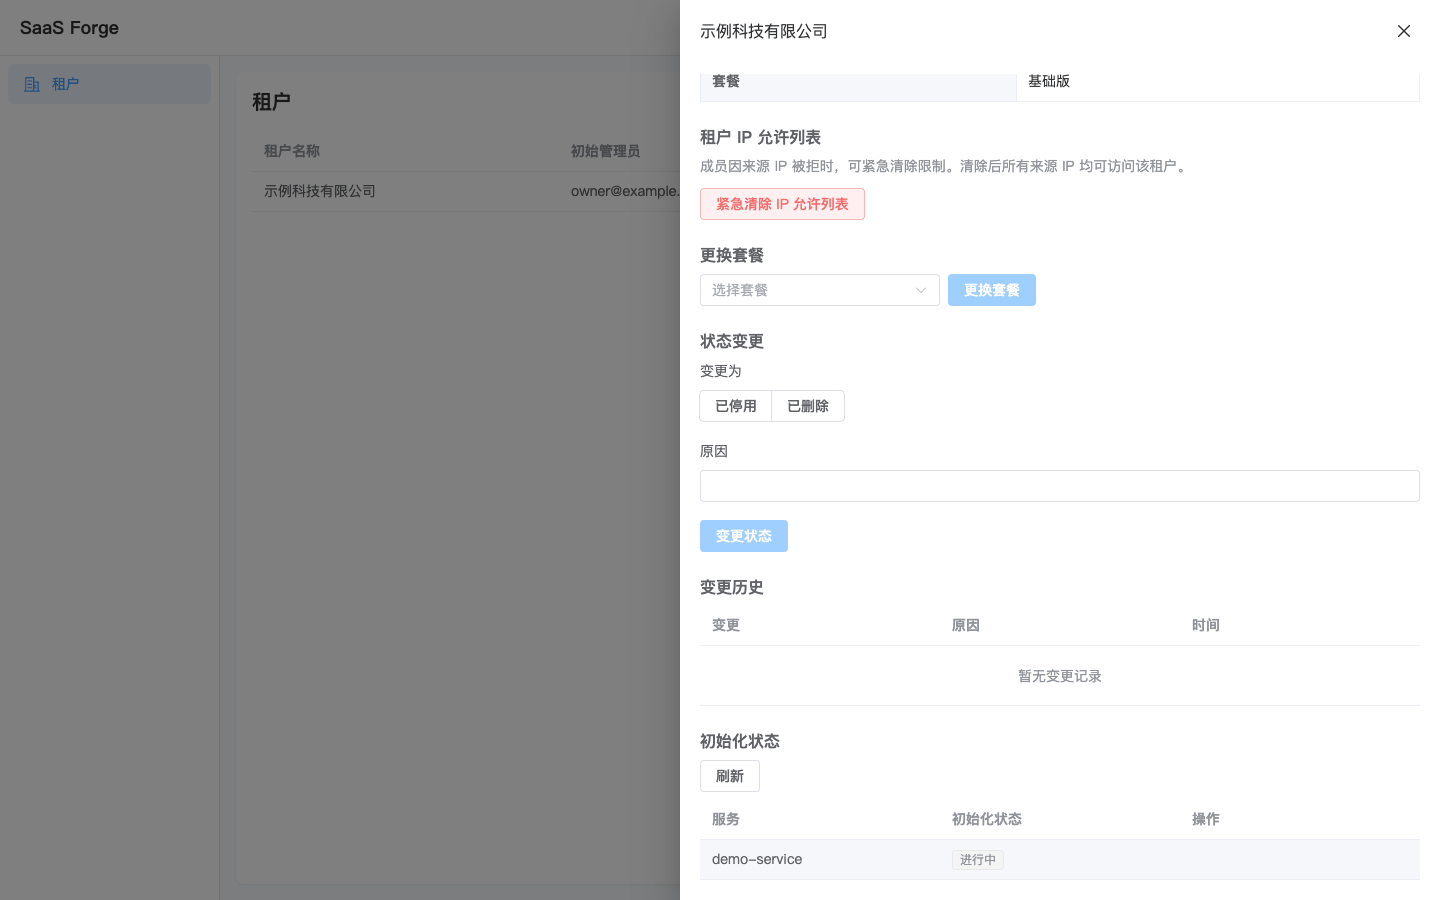 SaaS Forge
租户
租户
租户名称
初始管理员
示例科技有限公司
owner@example.
示例科技有限公司
套餐
基础版
租户 IP 允许列表
成员因来源 IP 被拒时，可紧急清除限制。清除后所有来源 IP 均可访问该租户。
紧急清除 IP 允许列表
更换套餐
选择套餐
更换套餐
状态变更
变更为
已停用
已删除
原因
变更状态
变更历史
变更
原因
时间
暂无变更记录
初始化状态
刷新
服务
初始化状态
操作
demo-service
进行中